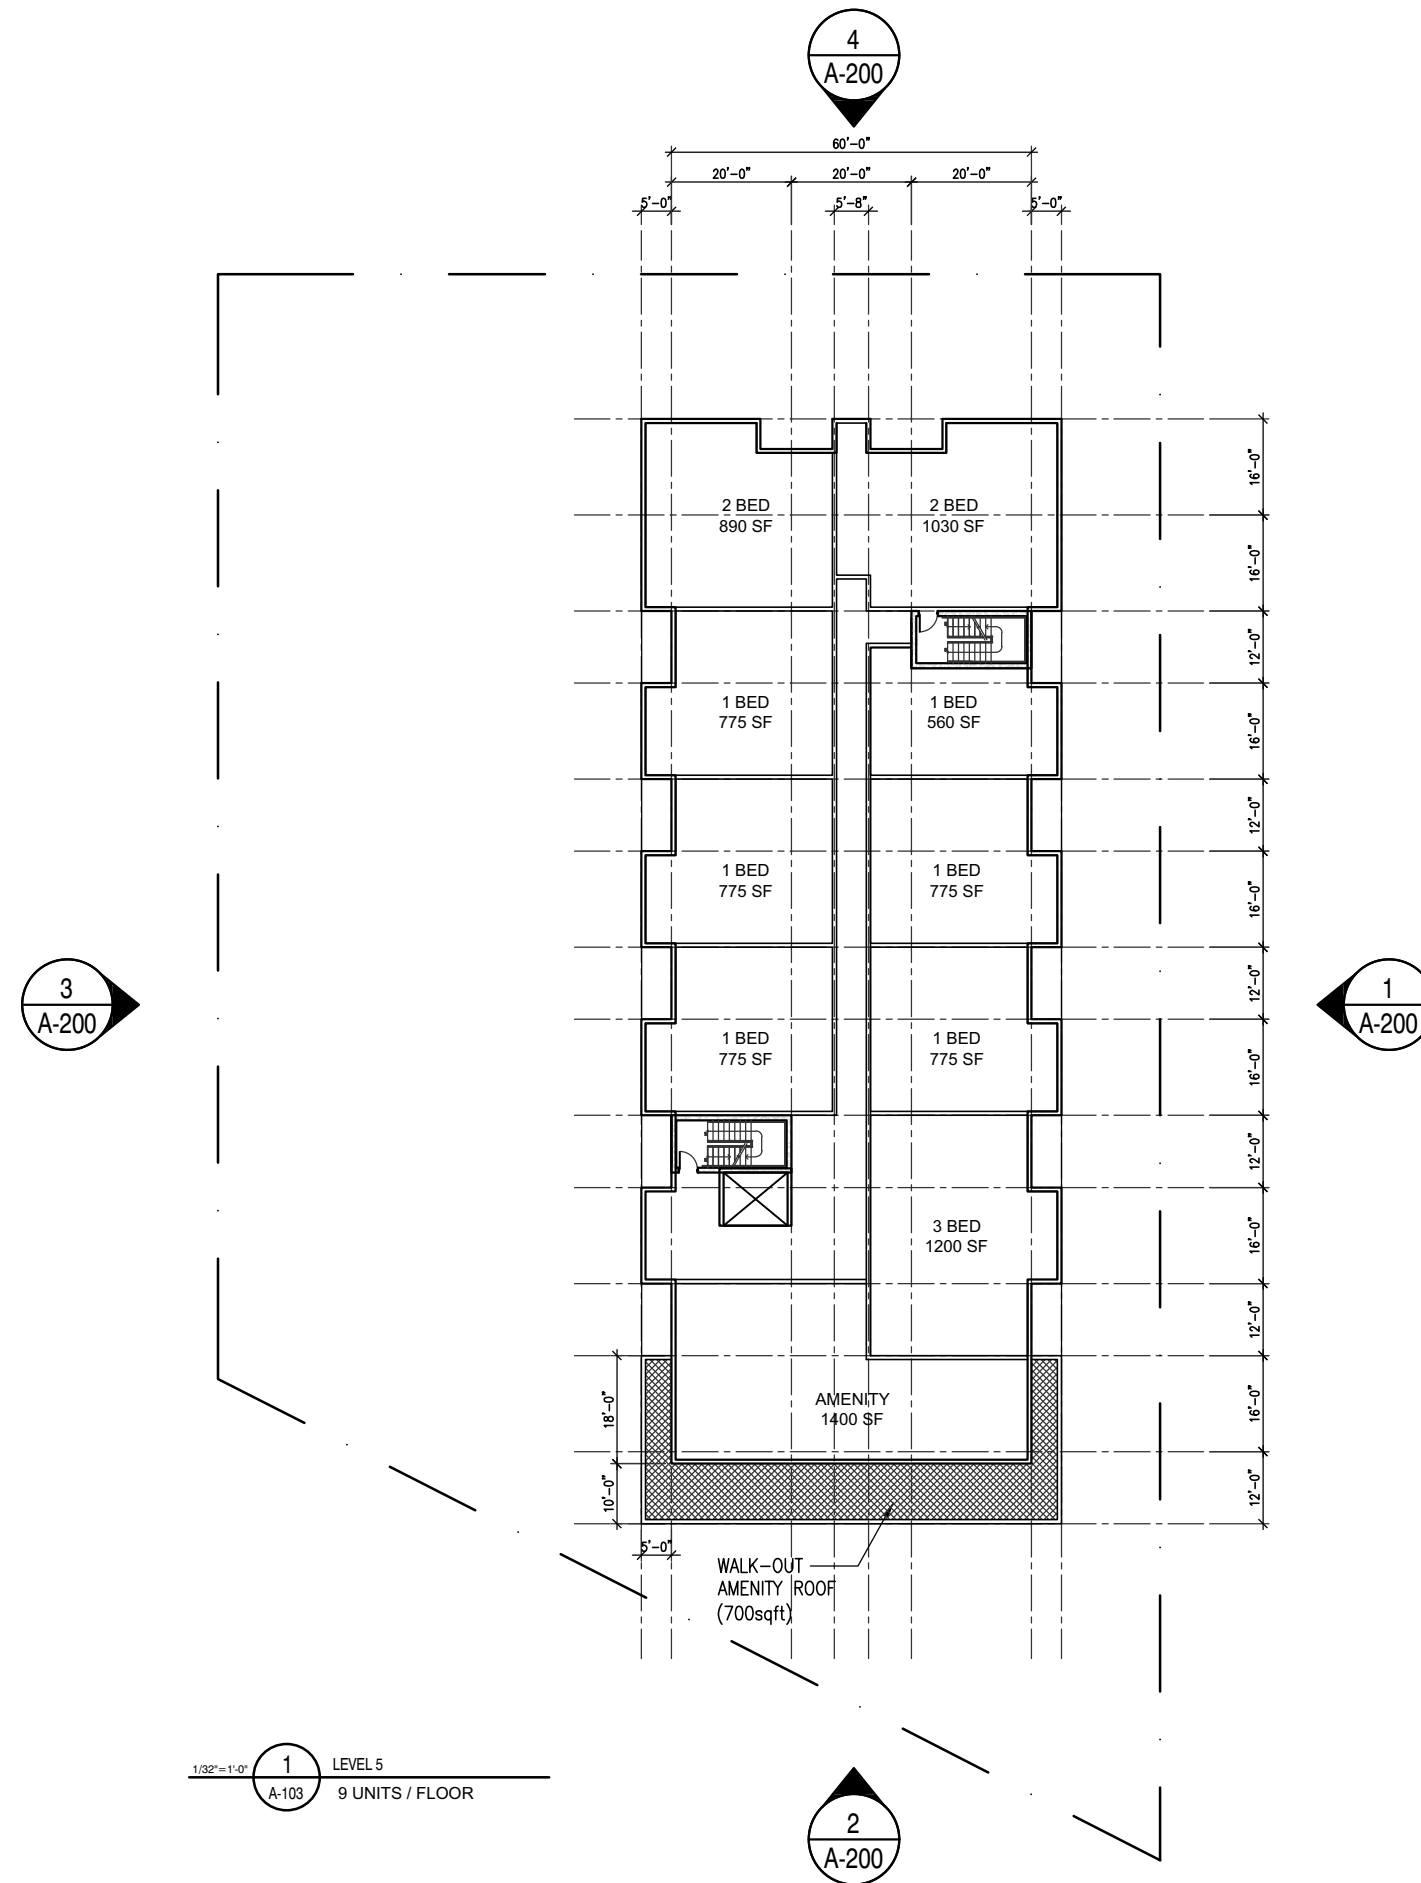 4
A-200
60'-0"
20'-0"
20'-0"
20'-0"
5'-0"
5'-8"
5'-0"
16'-0"
2 BED
890 SF
2 BED
1030 SF
16'-0"
12'-0"
1 BED
775 SF
1 BED
560 SF
16'-0"
12'-0"
1 BED
775 SF
1 BED
775 SF
16'-0"
3
A-200
12'-0"
1
A-200
1 BED
775 SF
1 BED
775 SF
16'-0"
12'-0"
3 BED
1200 SF
16'-0"
12'-0"
18'-0"
AMENITY
1400 SF
16'-0"
10'-0"
12'-0"
5'-0"
WALK-OUT
AMENITY ROOF
(700sqft)
1/32"=1'-0"
1
A-103
LEVEL 5
9 UNITS / FLOOR
2
A-200